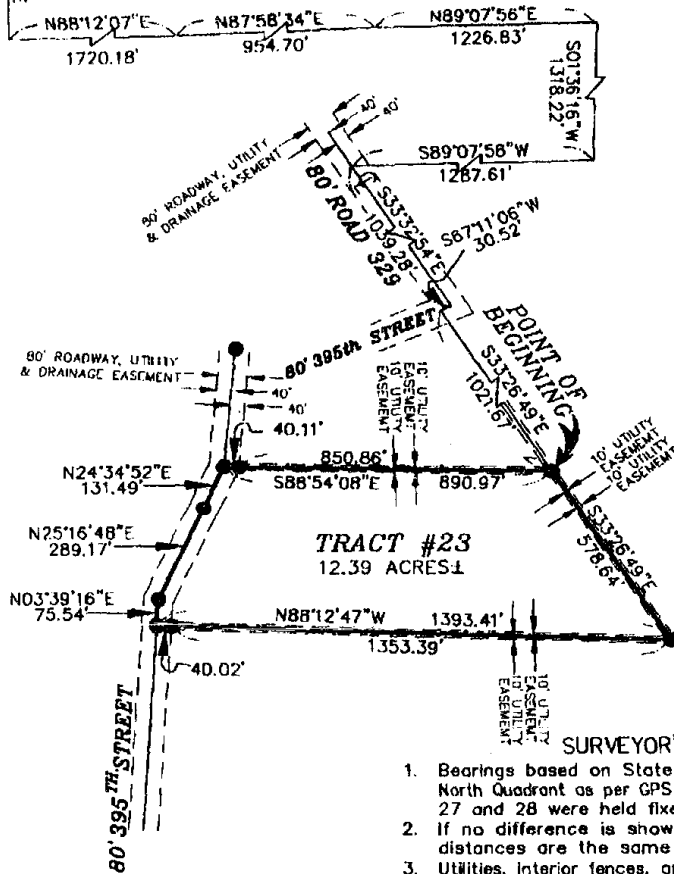 N88°12'07"E
1720.18'
N87°58'34"E
954.70'
N89°07'56"E
1226.83'
S01°36'16"W
1318.22'
40'
40'
80' ROADWAY, UTILITY
& DRAINAGE EASEMENT
S89°07'58"W
1287.61'
S33°32'54"E
1039.28'
80' ROAD 329
S67°11'06"W
30.52'
80' 395th STREET
POINT OF
BEGINNING
S33°26'49"E
1021.67'
80' ROADWAY, UTILITY
& DRAINAGE EASEMENT
40'
40'
40.11'
10' UTILITY
EASEMENT
10' UTILITY
EASEMENT
850.86'
S88°54'08"E
890.97'
10' UTILITY
EASEMENT
10' UTILITY
EASEMENT
S33°26'49"E
578.64'
N24°34'52"E
131.49'
N25°16'48"E
289.17'
TRACT #23
12.39 ACRES±
N03°39'16"E
75.54'
N88°12'47"W
1393.41'
1353.39'
40.02'
10' UTILITY
EASEMENT
10' UTILITY
EASEMENT
80' 395TH STREET
SURVEYOR'
1. Bearings based on State
North Quadrant as per GPS
27 and 28 were held fixe
2. If no difference is show
distances are the same
3. Utilities, interior fences, a